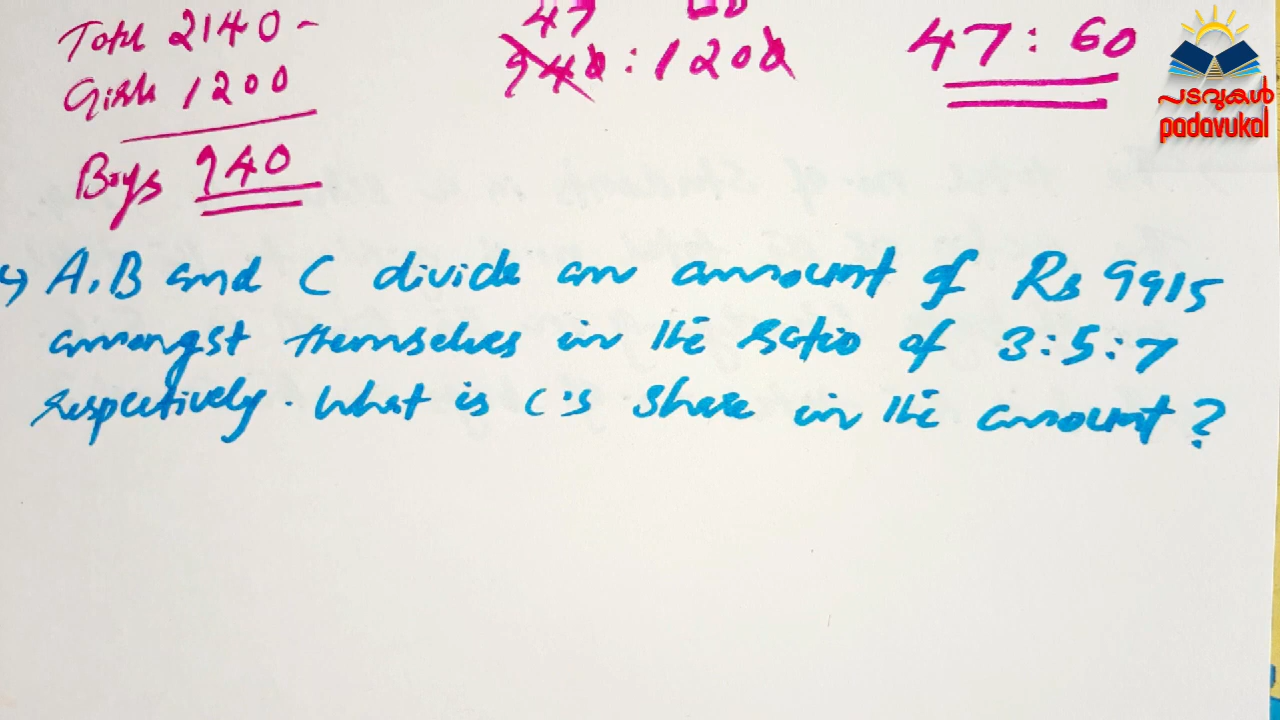 Total 2140 -
Girls 1200
Boys 940
47 60
940 : 1200
47 : 60
പടവുകൾ
padavukal
4) A, B and C divide an amount of Rs 9915
amongst themselves in the ratio of 3:5:7
respectively. What is C's share in the amount?